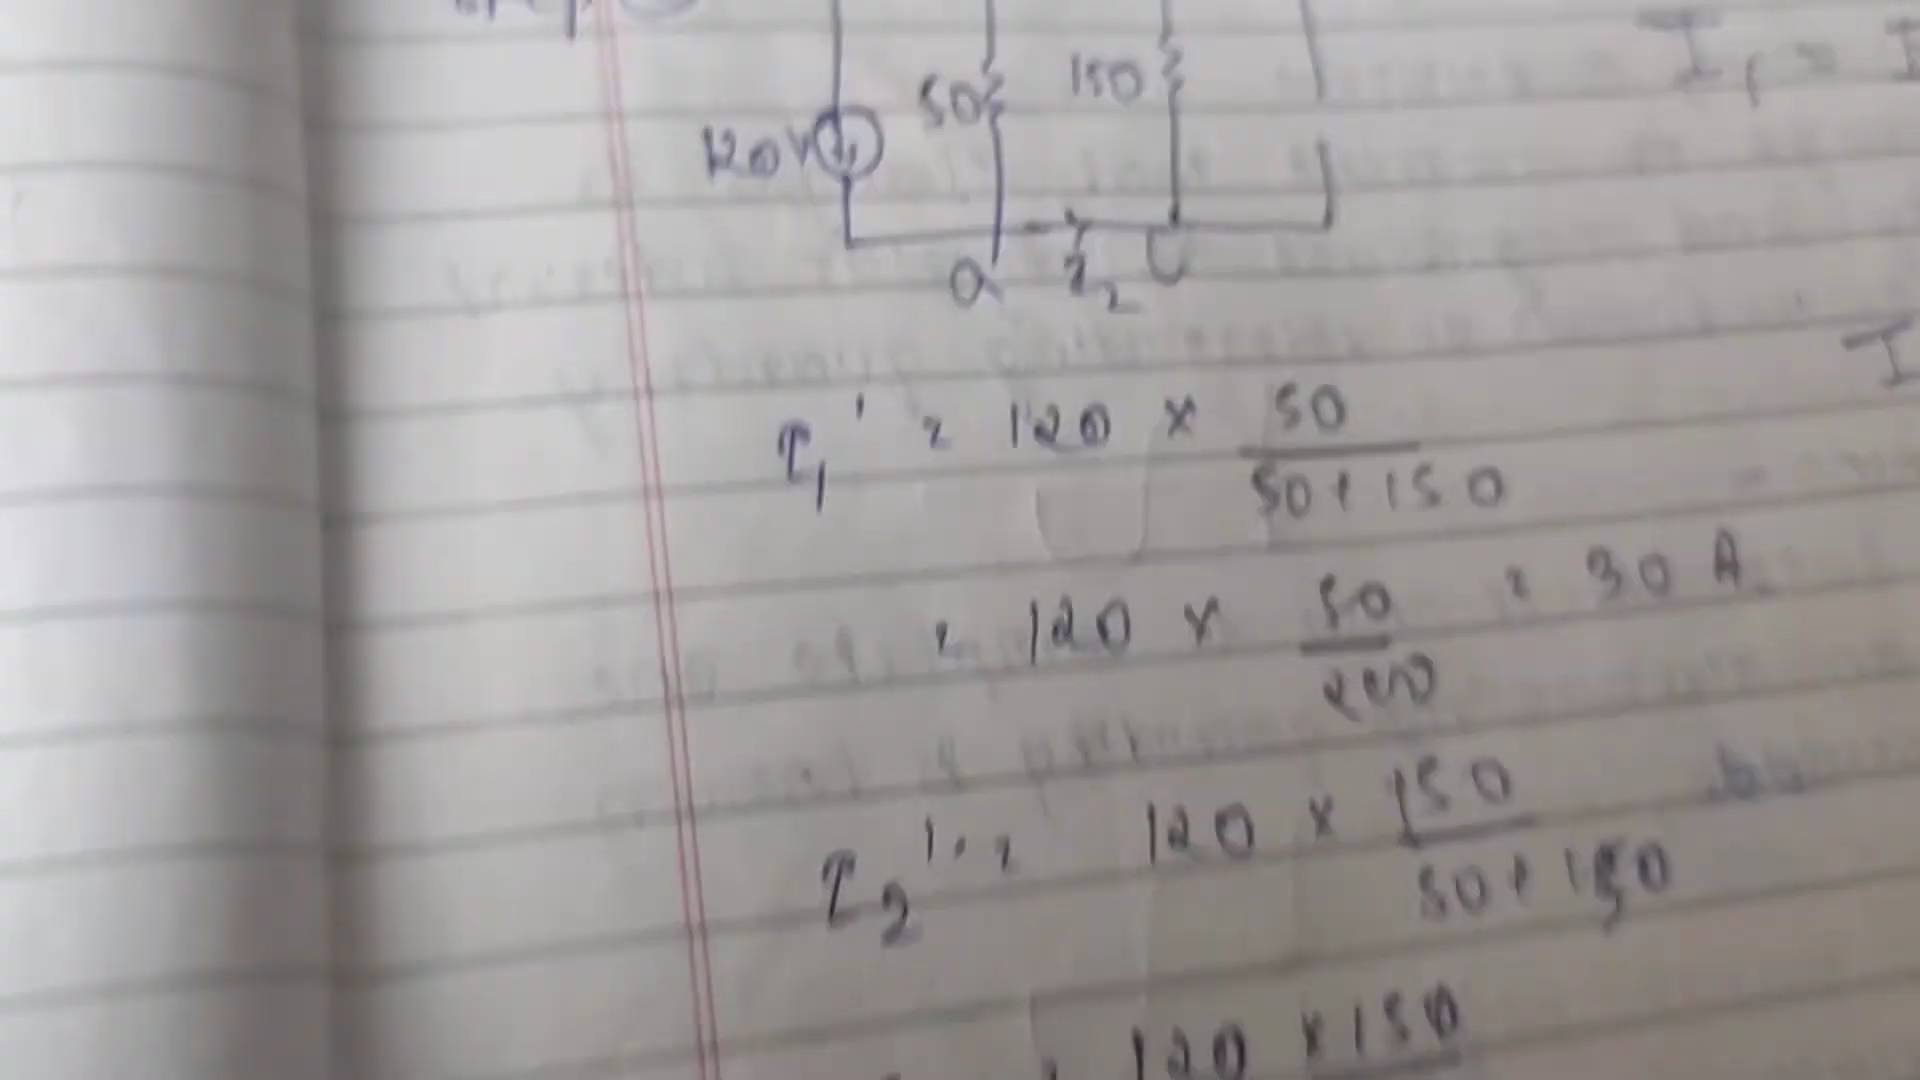 50 150
120V
a i₂ C
I₁' = 120 × 50/(50+150)
= 120 × 50/200 = 30 A
I₂' = 120 × 150/(50+150)
= 120 × 150